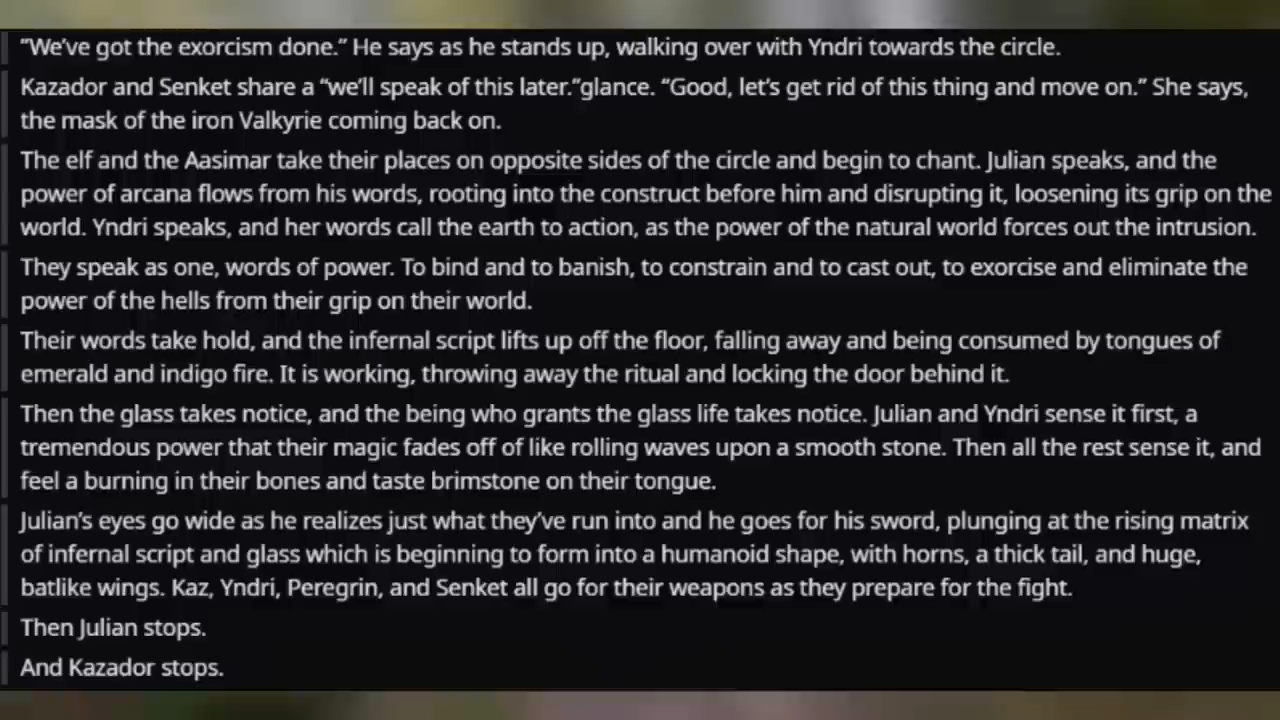 “We’ve got the exorcism done.” He says as he stands up, walking over with Yndri towards the circle.
Kazador and Senket share a “we’ll speak of this later.”glance. “Good, let’s get rid of this thing and move on.” She says,
the mask of the iron Valkyrie coming back on.
The elf and the Aasimar take their places on opposite sides of the circle and begin to chant. Julian speaks, and the
power of arcana flows from his words, rooting into the construct before him and disrupting it, loosening its grip on the
world. Yndri speaks, and her words call the earth to action, as the power of the natural world forces out the intrusion.
They speak as one, words of power. To bind and to banish, to constrain and to cast out, to exorcise and eliminate the
power of the hells from their grip on their world.
Their words take hold, and the infernal script lifts up off the floor, falling away and being consumed by tongues of
emerald and indigo fire. It is working, throwing away the ritual and locking the door behind it.
Then the glass takes notice, and the being who grants the glass life takes notice. Julian and Yndri sense it first, a
tremendous power that their magic fades off of like rolling waves upon a smooth stone. Then all the rest sense it, and
feel a burning in their bones and taste brimstone on their tongue.
Julian’s eyes go wide as he realizes just what they’ve run into and he goes for his sword, plunging at the rising matrix
of infernal script and glass which is beginning to form into a humanoid shape, with horns, a thick tail, and huge,
batlike wings. Kaz, Yndri, Peregrin, and Senket all go for their weapons as they prepare for the fight.
Then Julian stops.
And Kazador stops.